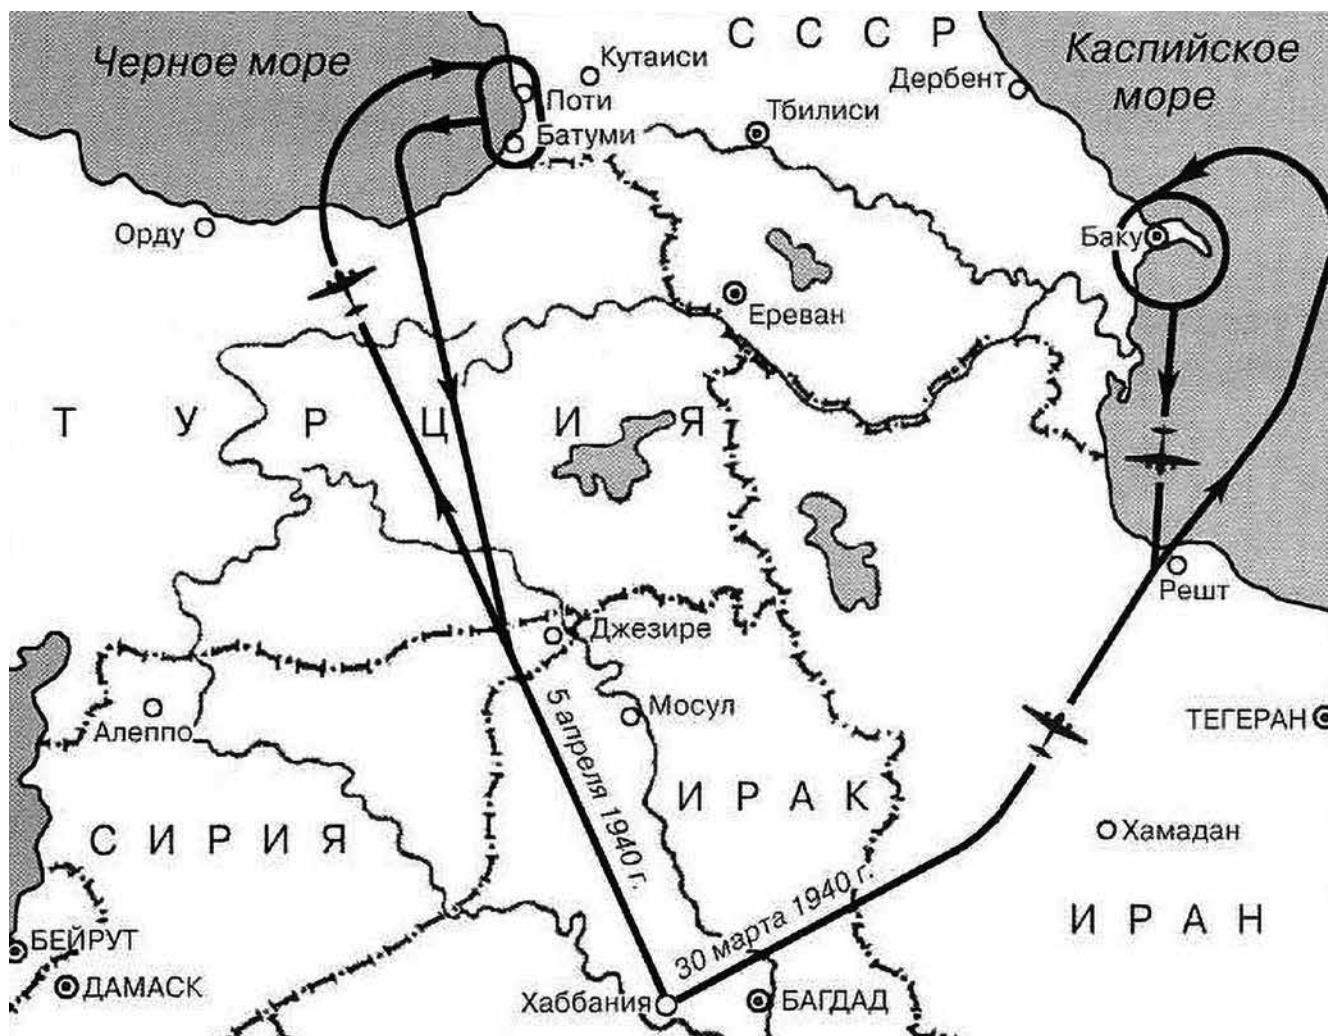 С С С Р
Черное море
Каспийское
море
Кутаиси
Дербент
Поти
Тбилиси
Батуми
Орду
Баку
Ереван
Т У Р Ц И Я
Решт
Джезире
Мосул
ТЕГЕРАН
Алеппо
5 апреля 1940 г.
И Р А К
Хамадан
С И Р И Я
30 марта 1940 г.
И Р А Н
БЕЙРУТ
ДАМАСК
Хаббания
БАГДАД